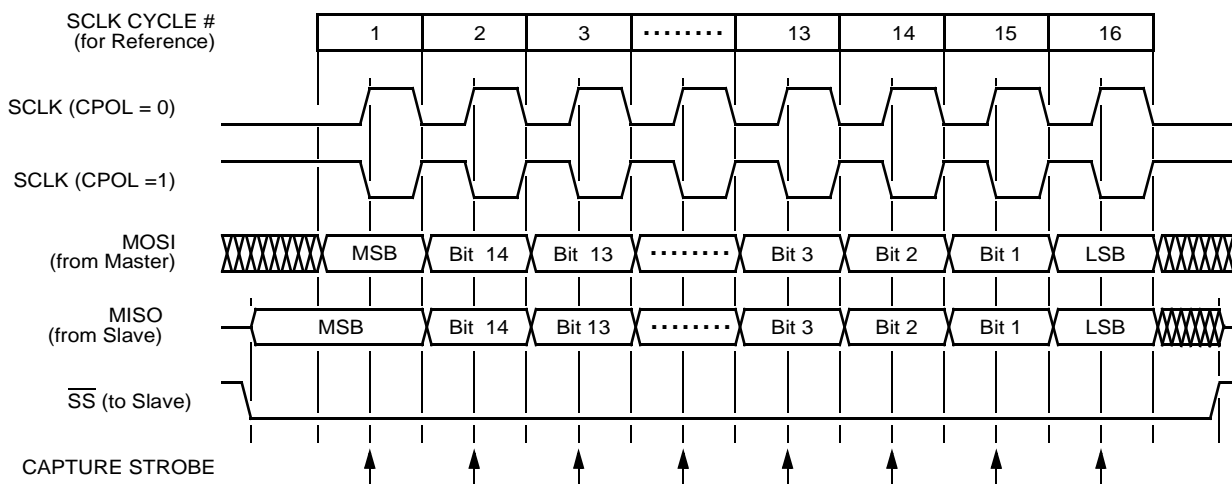 SCLK CYCLE #
(for Reference)
1 2 3 ········ 13 14 15 16
SCLK (CPOL = 0)
SCLK (CPOL =1)
MOSI
(from Master)
MSB Bit 14 Bit 13 ········ Bit 3 Bit 2 Bit 1 LSB
MISO
(from Slave)
MSB Bit 14 Bit 13 ········ Bit 3 Bit 2 Bit 1 LSB
S̅S̅ (to Slave)
CAPTURE STROBE